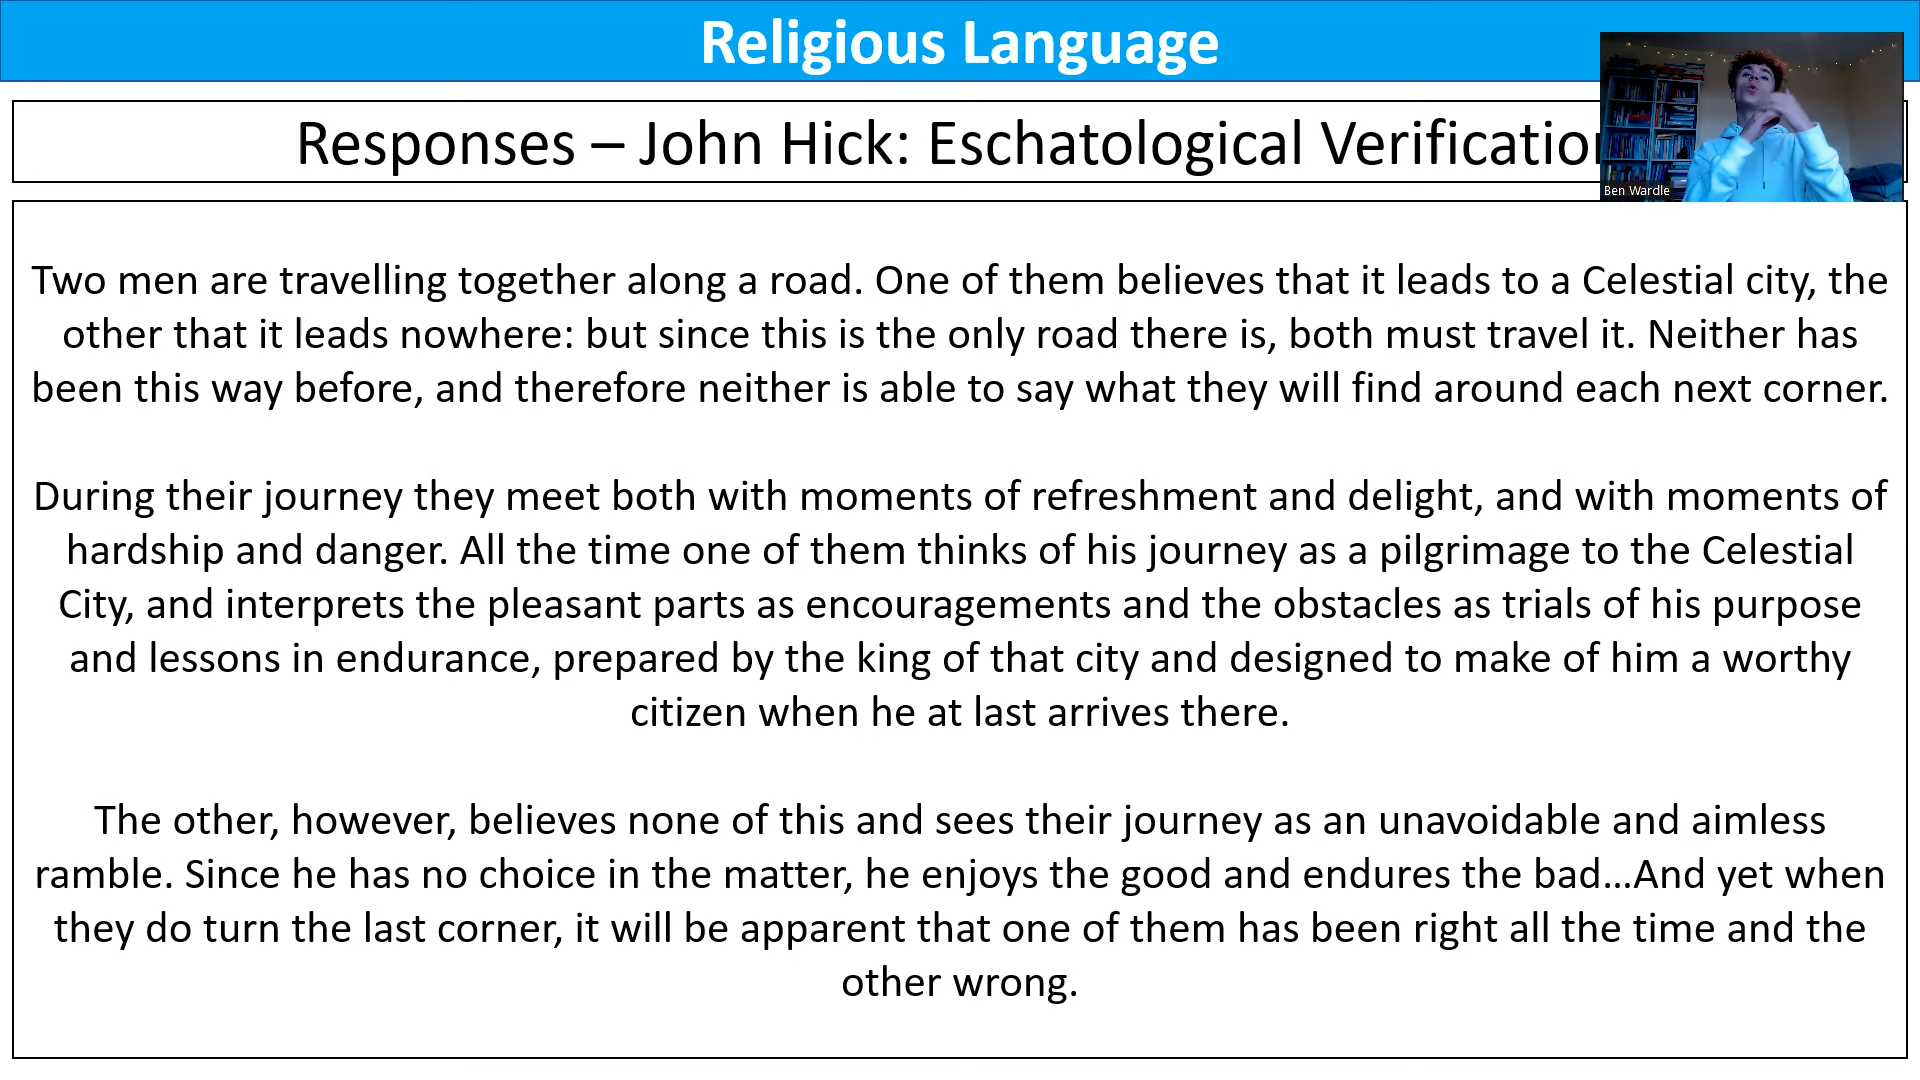 Religious Language
Responses – John Hick: Eschatological Verificatio
Ben Wardle
Two men are travelling together along a road. One of them believes that it leads to a Celestial city, the
other that it leads nowhere: but since this is the only road there is, both must travel it. Neither has
been this way before, and therefore neither is able to say what they will find around each next corner.
During their journey they meet both with moments of refreshment and delight, and with moments of
hardship and danger. All the time one of them thinks of his journey as a pilgrimage to the Celestial
City, and interprets the pleasant parts as encouragements and the obstacles as trials of his purpose
and lessons in endurance, prepared by the king of that city and designed to make of him a worthy
citizen when he at last arrives there.
The other, however, believes none of this and sees their journey as an unavoidable and aimless
ramble. Since he has no choice in the matter, he enjoys the good and endures the bad…And yet when
they do turn the last corner, it will be apparent that one of them has been right all the time and the
other wrong.